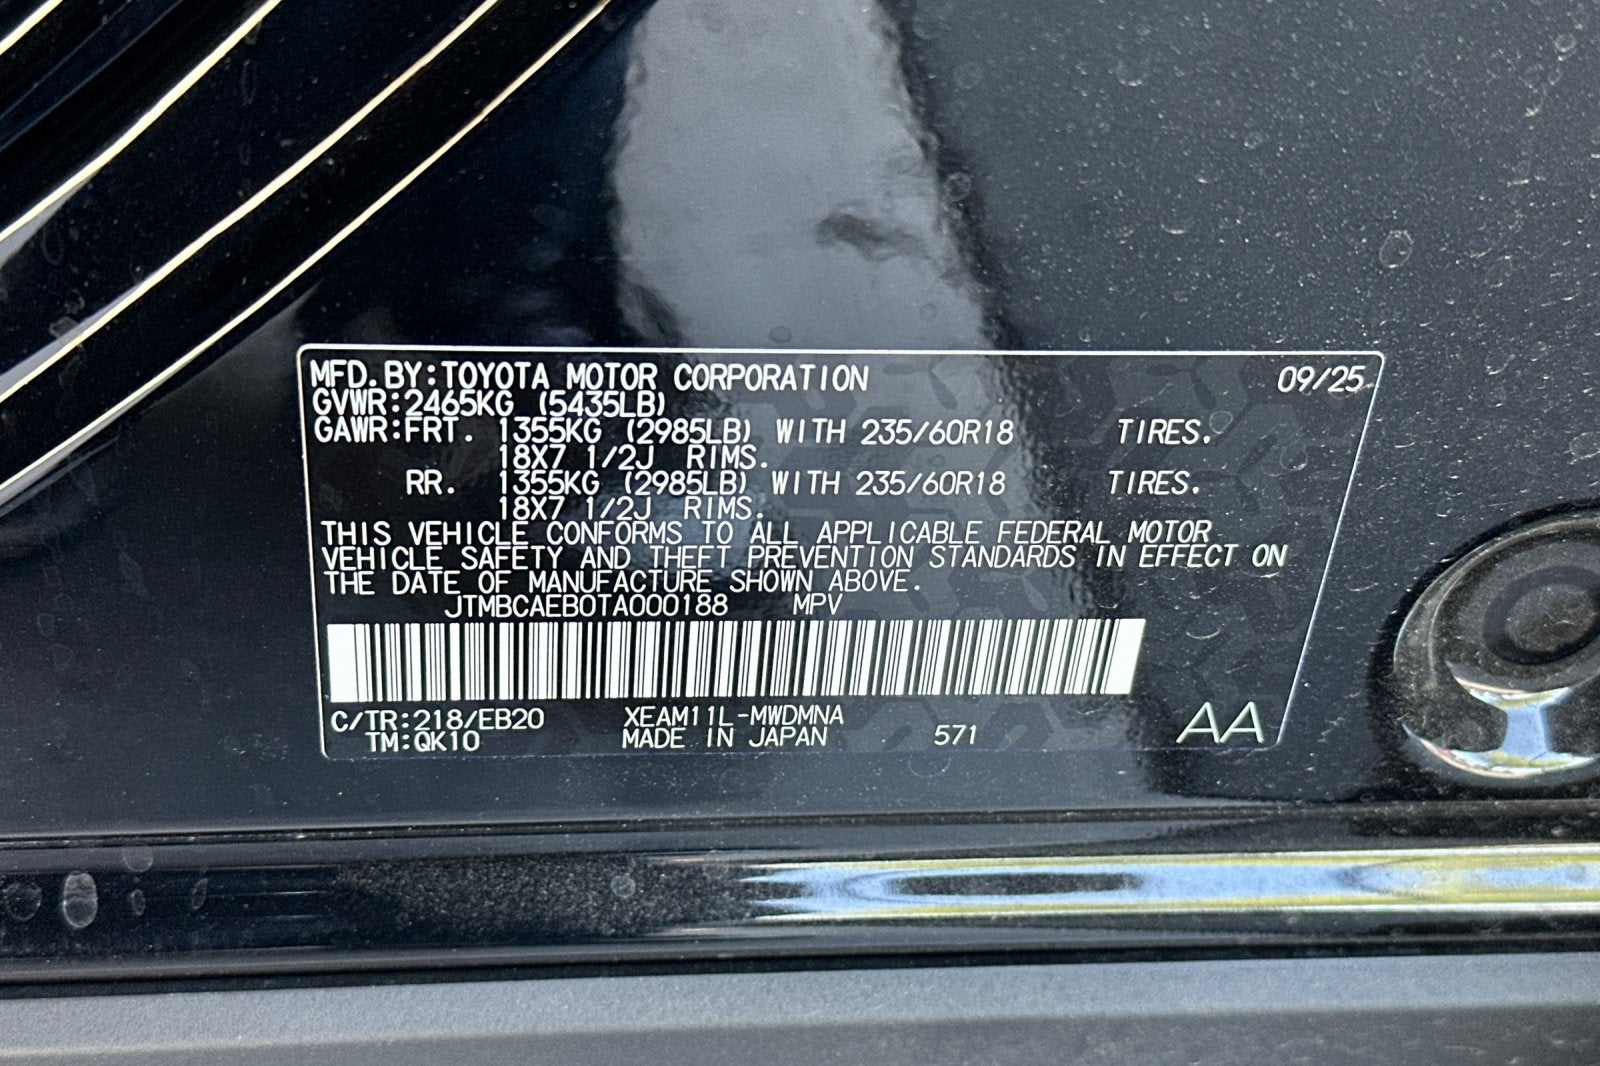 MFD.BY:TOYOTA MOTOR CORPORATION 09/25
GVWR:2465KG (5435LB)
GAWR:FRT. 1355KG (2985LB) WITH 235/60R18 TIRES.
18X7 1/2J RIMS.
RR. 1355KG (2985LB) WITH 235/60R18 TIRES.
18X7 1/2J RIMS.
THIS VEHICLE CONFORMS TO ALL APPLICABLE FEDERAL MOTOR
VEHICLE SAFETY AND THEFT PREVENTION STANDARDS IN EFFECT ON
THE DATE OF MANUFACTURE SHOWN ABOVE.
JTMBCAEB0TA000188 MPV
C/TR:218/EB20 XEAM11L-MWDMNA
TM:QK10 MADE IN JAPAN 571 AA